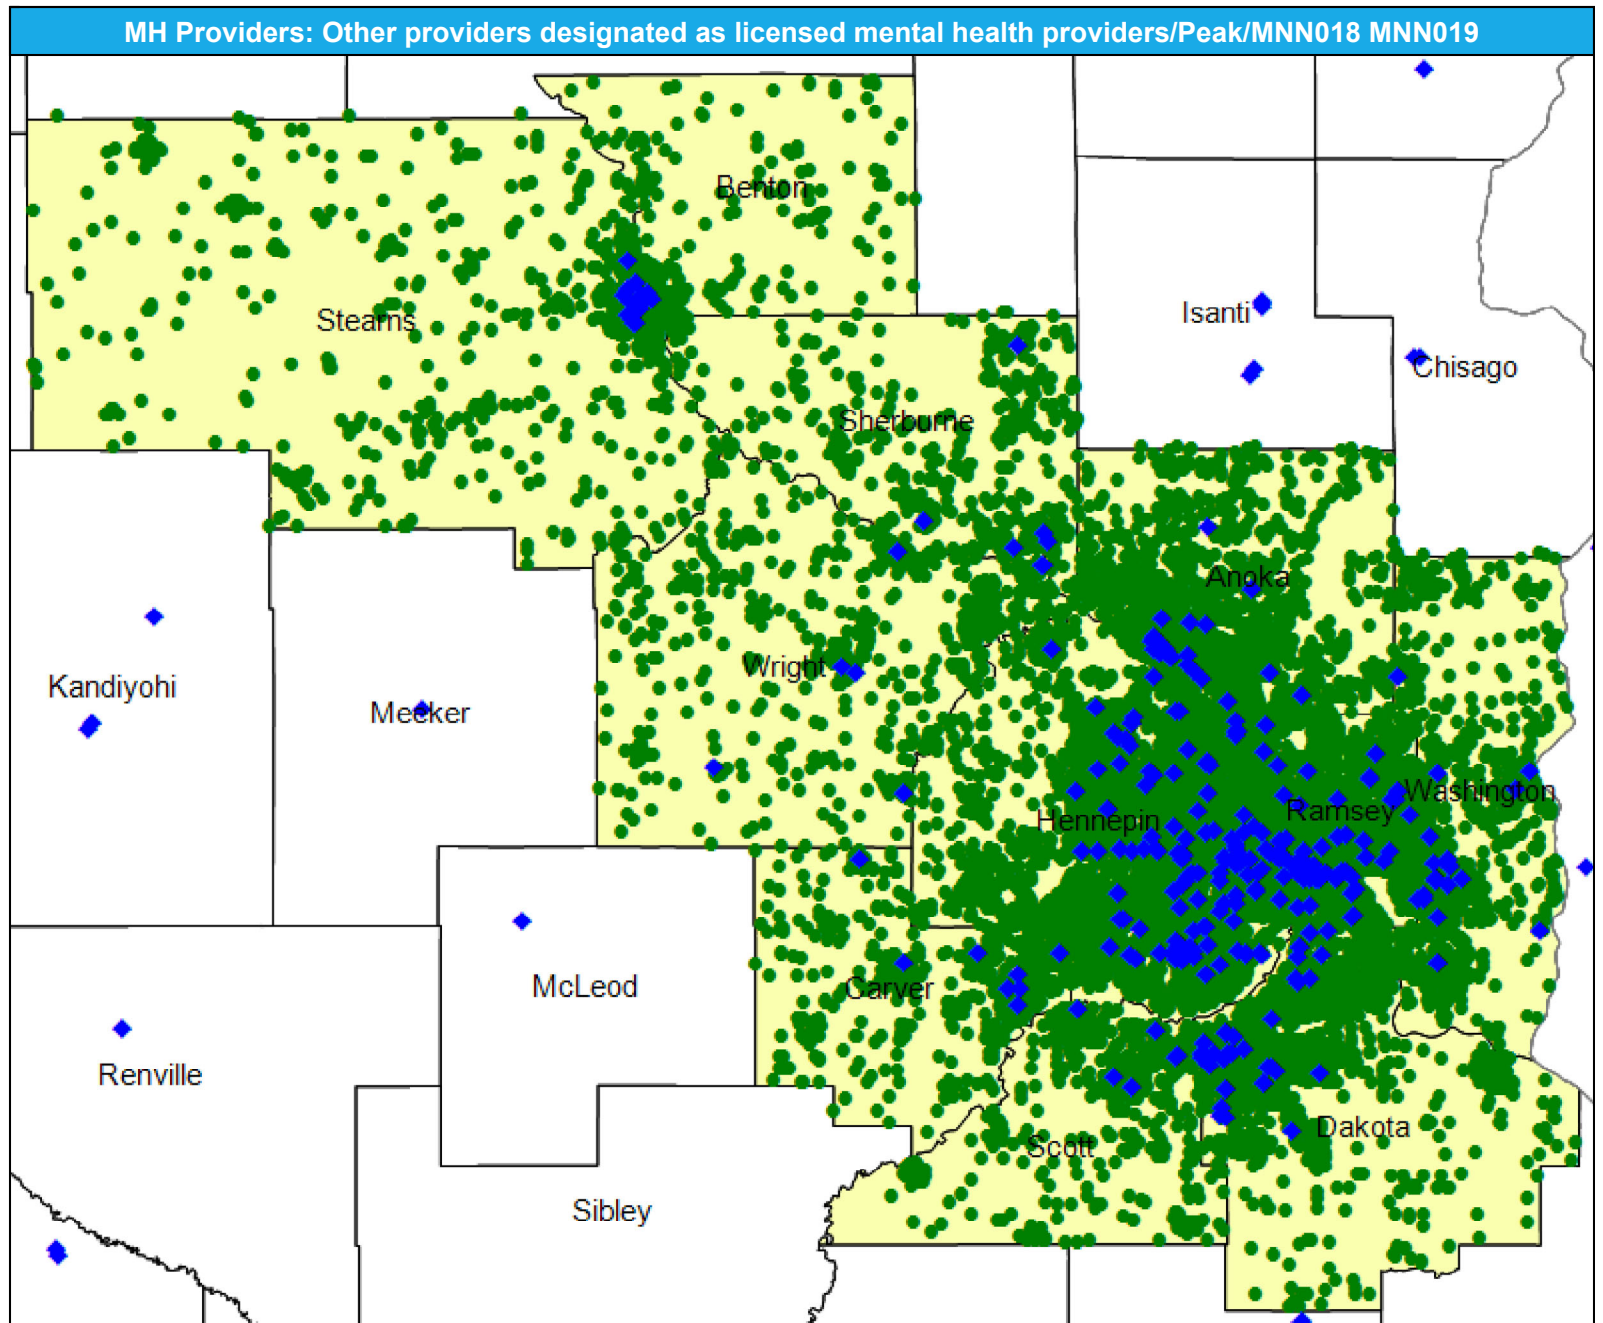 MH Providers: Other providers designated as licensed mental health providers/Peak/MNN018 MNN019
Benton
Stearns
Isanti
Chisago
Sherburne
Anoka
Wright
Kandiyohi
Meeker
Washington
Ramsey
Hennepin
McLeod
Carver
Renville
Dakota
Scott
Sibley